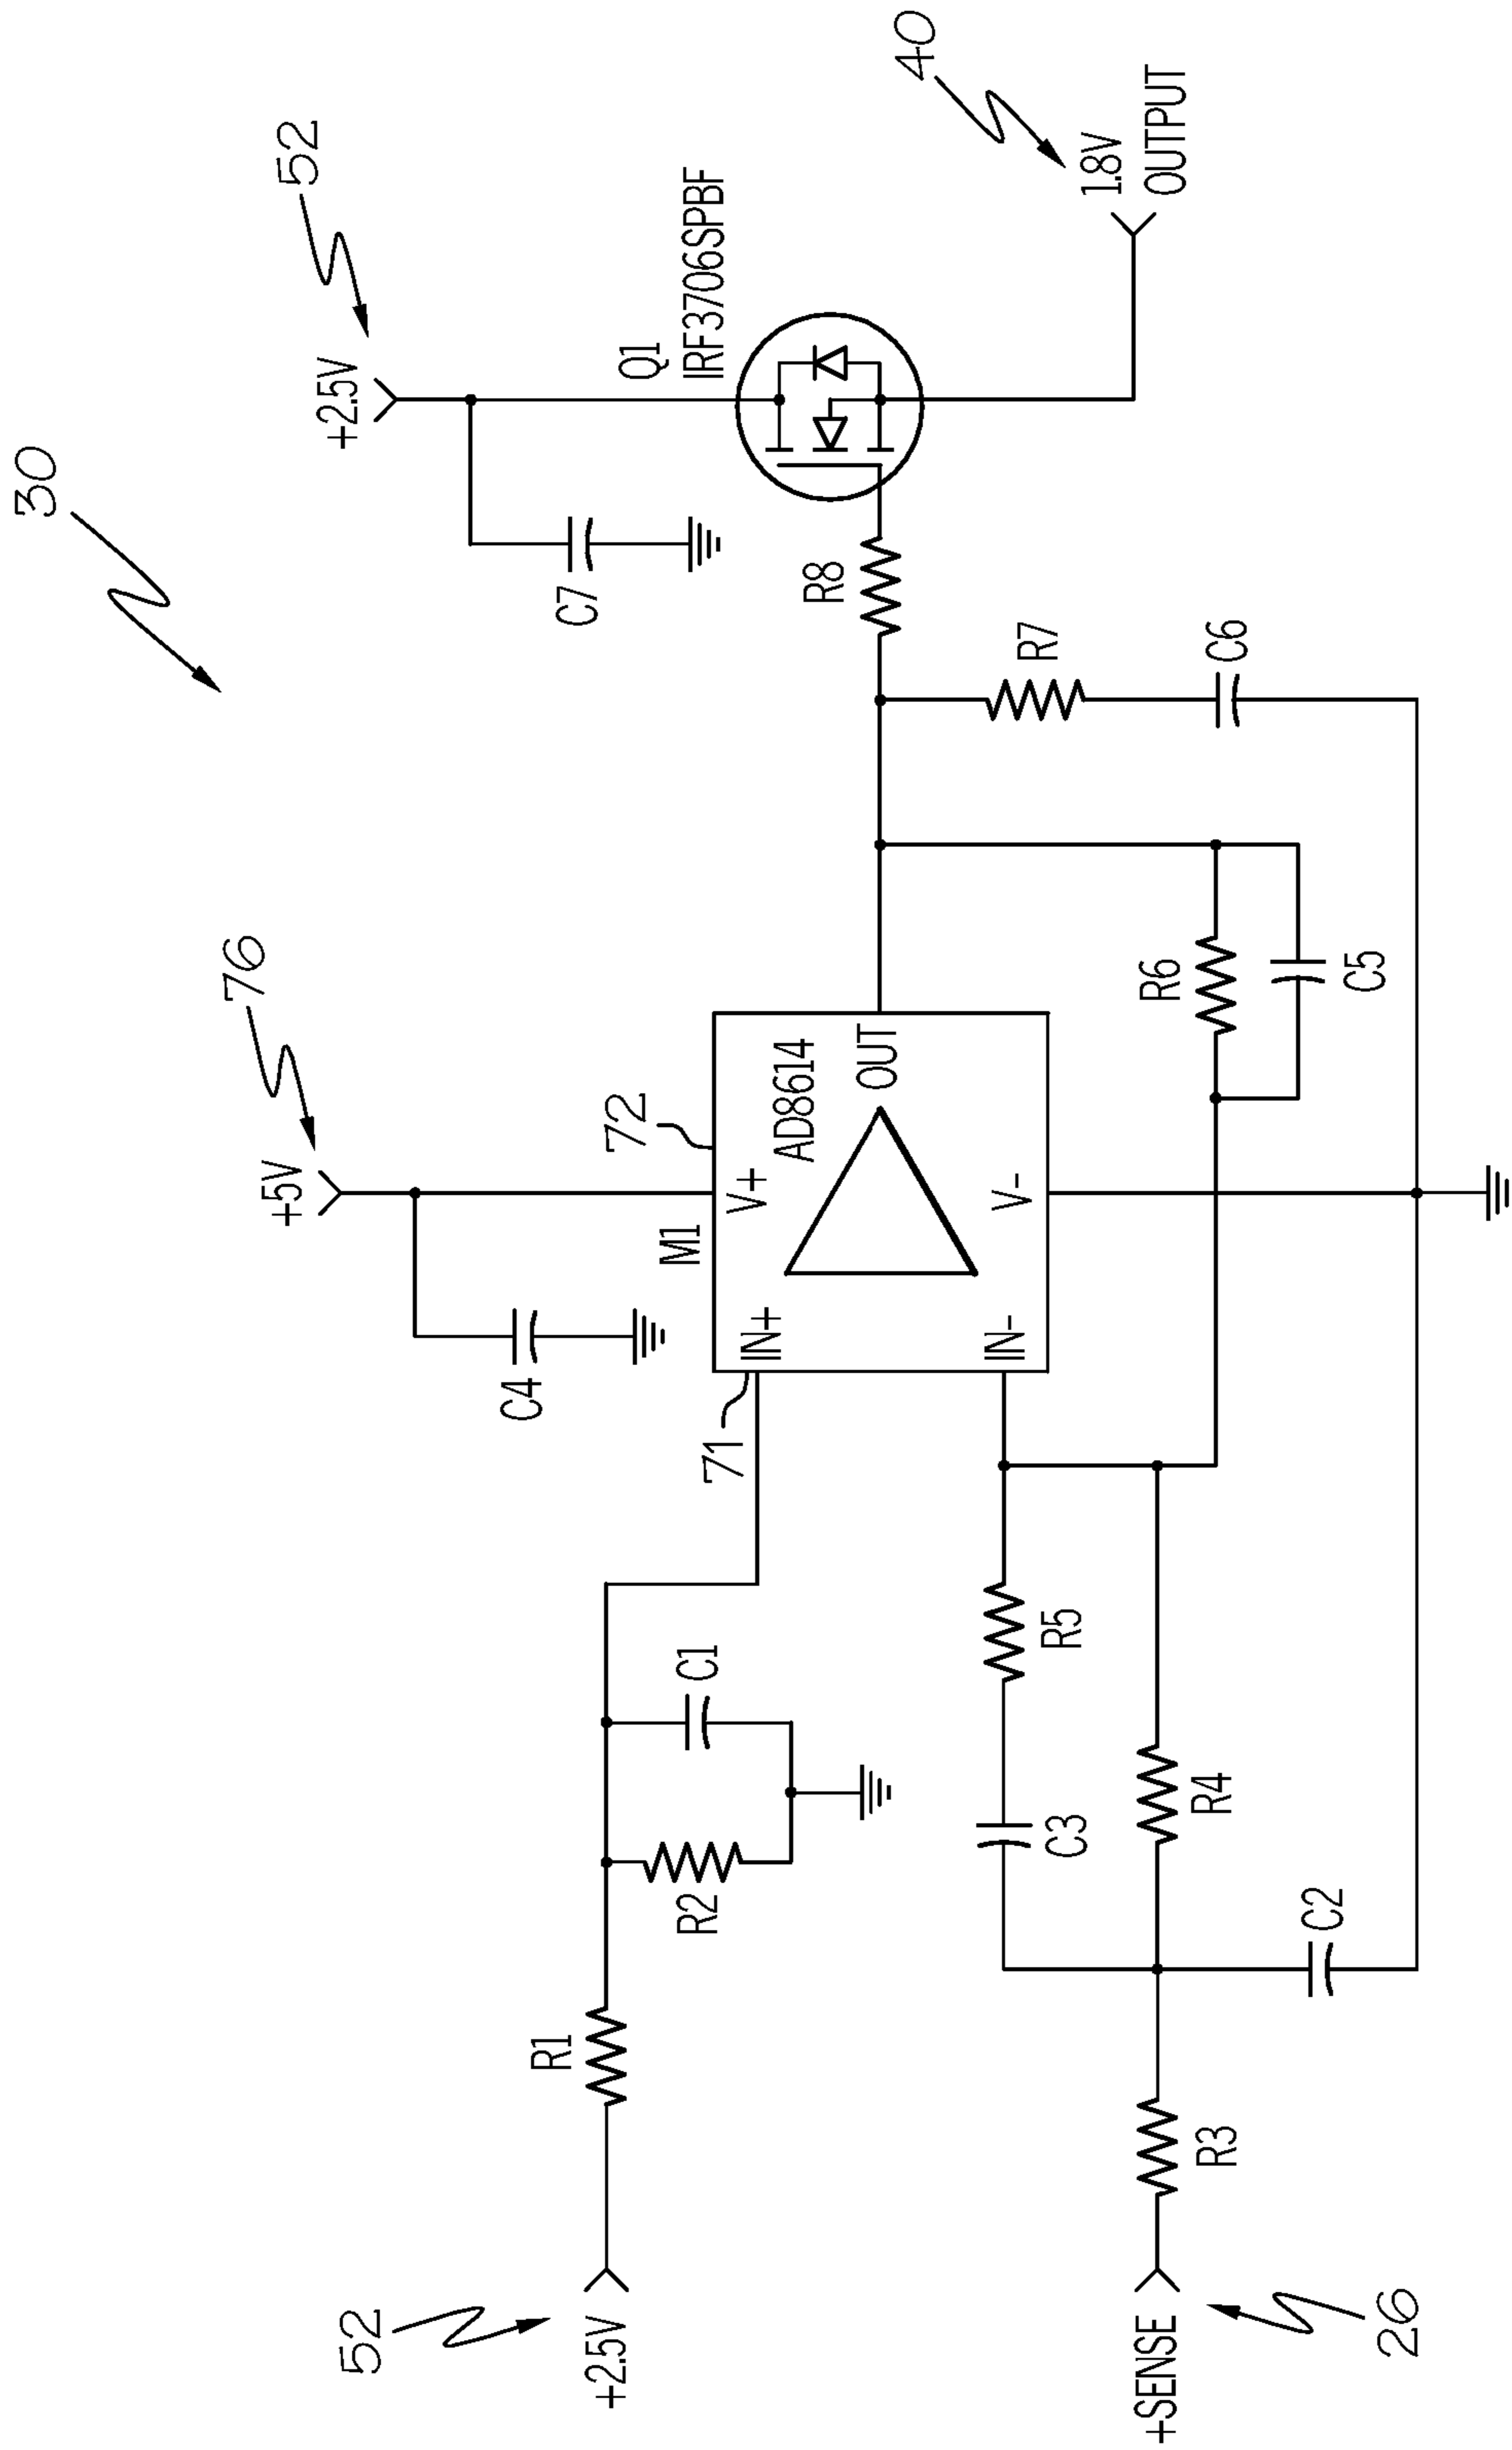 30
52
+2.5V
Q1
IRF3706SPBF
40
1.8V
OUTPUT
C7
R8
R7
C6
76
+5V
72
M1
V+
AD8614
OUT
V-
IN+
IN-
71
C4
R6
C5
52
+2.5V
R1
R2
C1
R5
C3
R4
C2
R3
+SENSE
26